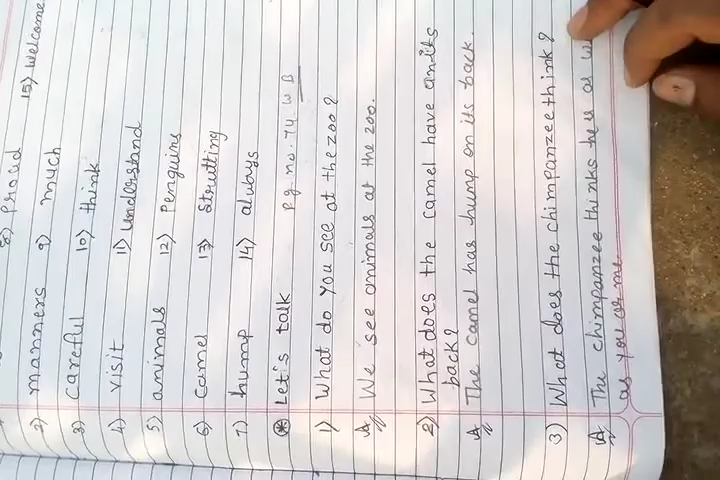 8) Proud 15) Welcome
2) manners 9) much
3) careful 10) think
4) visit 11) understand
5) animals 12) Penguins
6) camel 13) Strutting
7) hump 14) always
Let's talk Pg. no. 74 W B
1) What do you see at the zoo?
A We see animals at the zoo.
2) What does the camel have on its
back?
A The camel has hump on its back.
3) What does the chimpanzee think?
A The chimpanzee thinks he is as
as you or me.